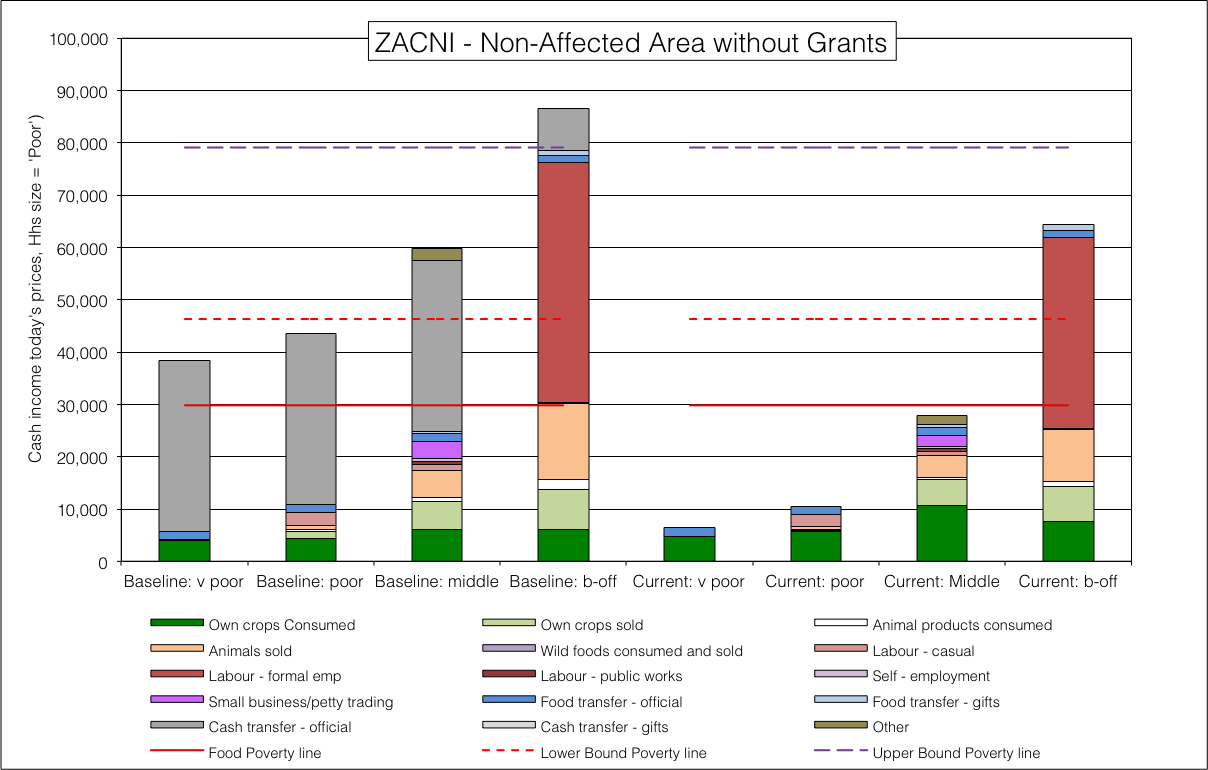 ZACNI - Non-Affected Area without Grants
Cash income today's prices, Hhs size = 'Poor')
100,000
90,000
80,000
70,000
60,000
50,000
40,000
30,000
20,000
10,000
0
Baseline: v poor Baseline: poor Baseline: middle Baseline: b-off Current: v poor Current: poor Current: Middle Current: b-off
Own crops Consumed Own crops sold Animal products consumed
Animals sold Wild foods consumed and sold Labour - casual
Labour - formal emp Labour - public works Self - employment
Small business/petty trading Food transfer - official Food transfer - gifts
Cash transfer - official Cash transfer - gifts Other
Food Poverty line Lower Bound Poverty line Upper Bound Poverty line